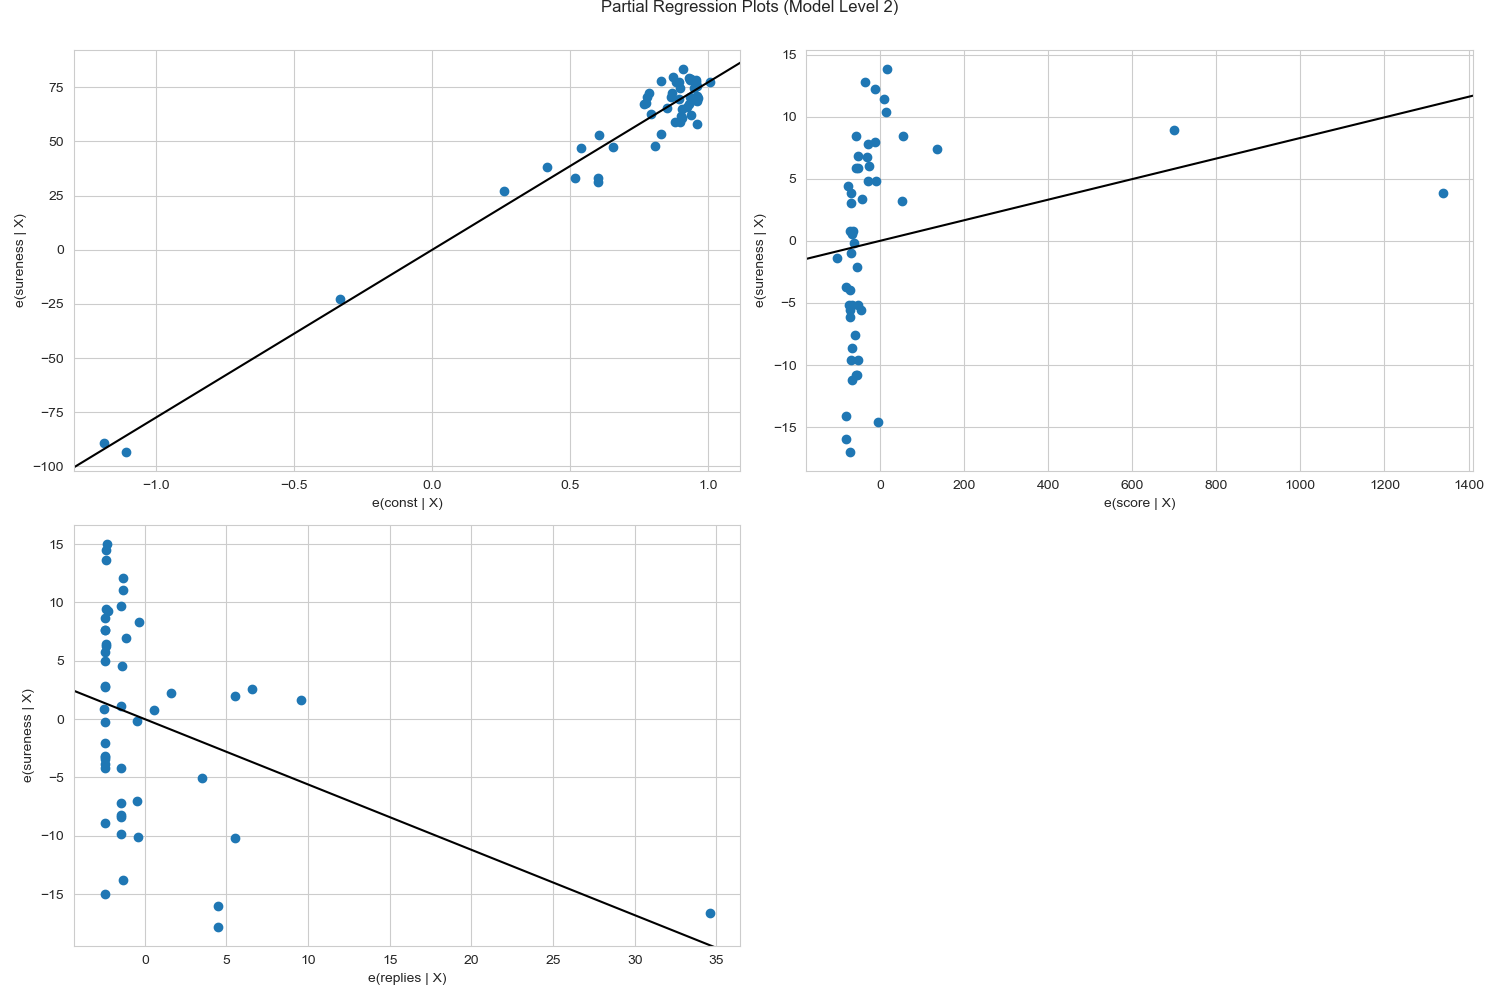 Partial Regression Plots (Model Level 2)
e(sureness | X)
75
50
25
0
−25
−50
−75
−100
−1.0 −0.5 0.0 0.5 1.0
e(const | X)
e(sureness | X)
15
10
5
0
−5
−10
−15
0 200 400 600 800 1000 1200 1400
e(score | X)
e(sureness | X)
15
10
5
0
−5
−10
−15
0 5 10 15 20 25 30 35
e(replies | X)